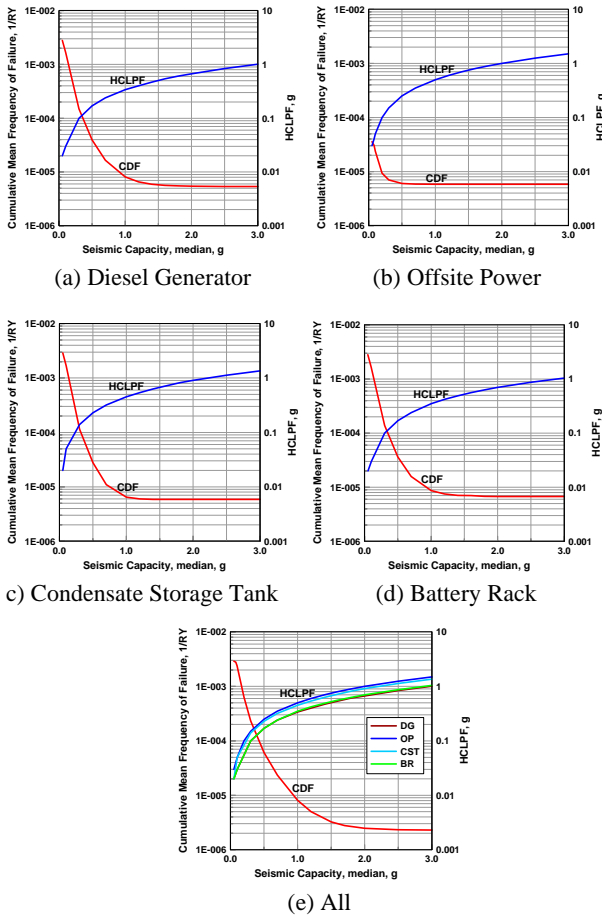 1E-002
1E-003
1E-004
1E-005
1E-006
Cumulative Mean Frequency of Failure, 1/RY
HCLPF
CDF
10
1
0.1
0.01
0.001
HCLPF, g
0.0 1.0 2.0 3.0
Seismic Capacity, median, g
(a) Diesel Generator
1E-002
1E-003
1E-004
1E-005
1E-006
Cumulative Mean Frequency of Failure, 1/RY
HCLPF
CDF
10
1
0.1
0.01
0.001
HCLPF, g
0.0 1.0 2.0 3.0
Seismic Capacity, median, g
(b) Offsite Power
1E-002
1E-003
1E-004
1E-005
1E-006
Cumulative Mean Frequency of Failure, 1/RY
HCLPF
CDF
10
1
0.1
0.01
0.001
HCLPF, g
0.0 1.0 2.0 3.0
Seismic Capacity, median, g
c) Condensate Storage Tank
1E-002
1E-003
1E-004
1E-005
1E-006
Cumulative Mean Frequency of Failure, 1/RY
HCLPF
CDF
10
1
0.1
0.01
0.001
HCLPF, g
0.0 1.0 2.0 3.0
Seismic Capacity, median, g
(d) Battery Rack
1E-002
1E-003
1E-004
1E-005
1E-006
Cumulative Mean Frequency of Failure, 1/RY
HCLPF
CDF
DG
OP
CST
BR
10
1
0.1
0.01
0.001
HCLPF, g
0.0 1.0 2.0 3.0
Seismic Capacity, median, g
(e) All